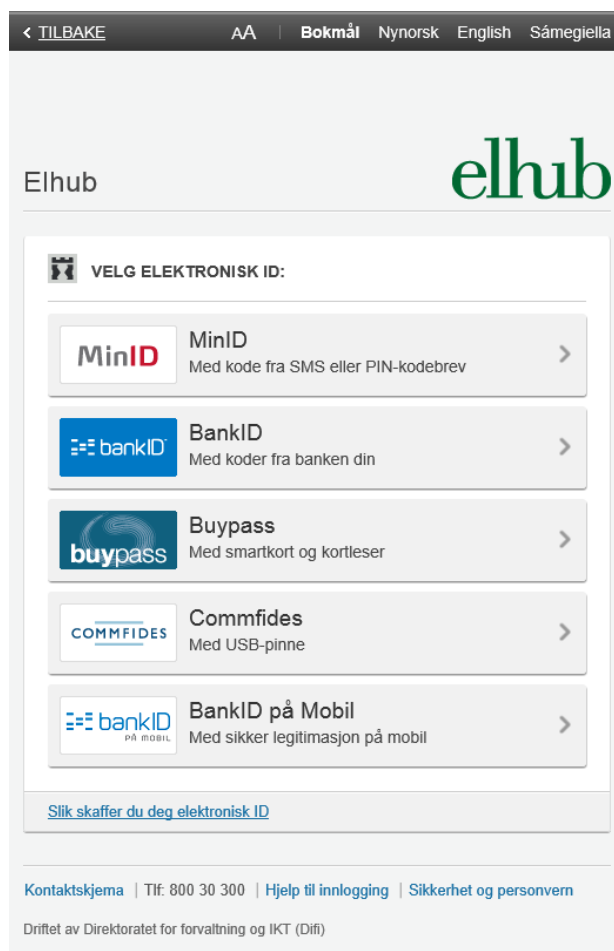 TILBAKE AA | Bokmål Nynorsk English Sámegiella
Elhub elhub
VELG ELEKTRONISK ID:
MinID MinID
Med kode fra SMS eller PIN-kodebrev
bankID BankID
Med koder fra banken din
buypass Buypass
Med smartkort og kortleser
COMMFIDES Commfides
Med USB-pinne
bankID PÅ MOBIL BankID på Mobil
Med sikker legitimasjon på mobil
Slik skaffer du deg elektronisk ID
Kontaktskjema | Tlf: 800 30 300 | Hjelp til innlogging | Sikkerhet og personvern
Driftet av Direktoratet for forvaltning og IKT (Difi)